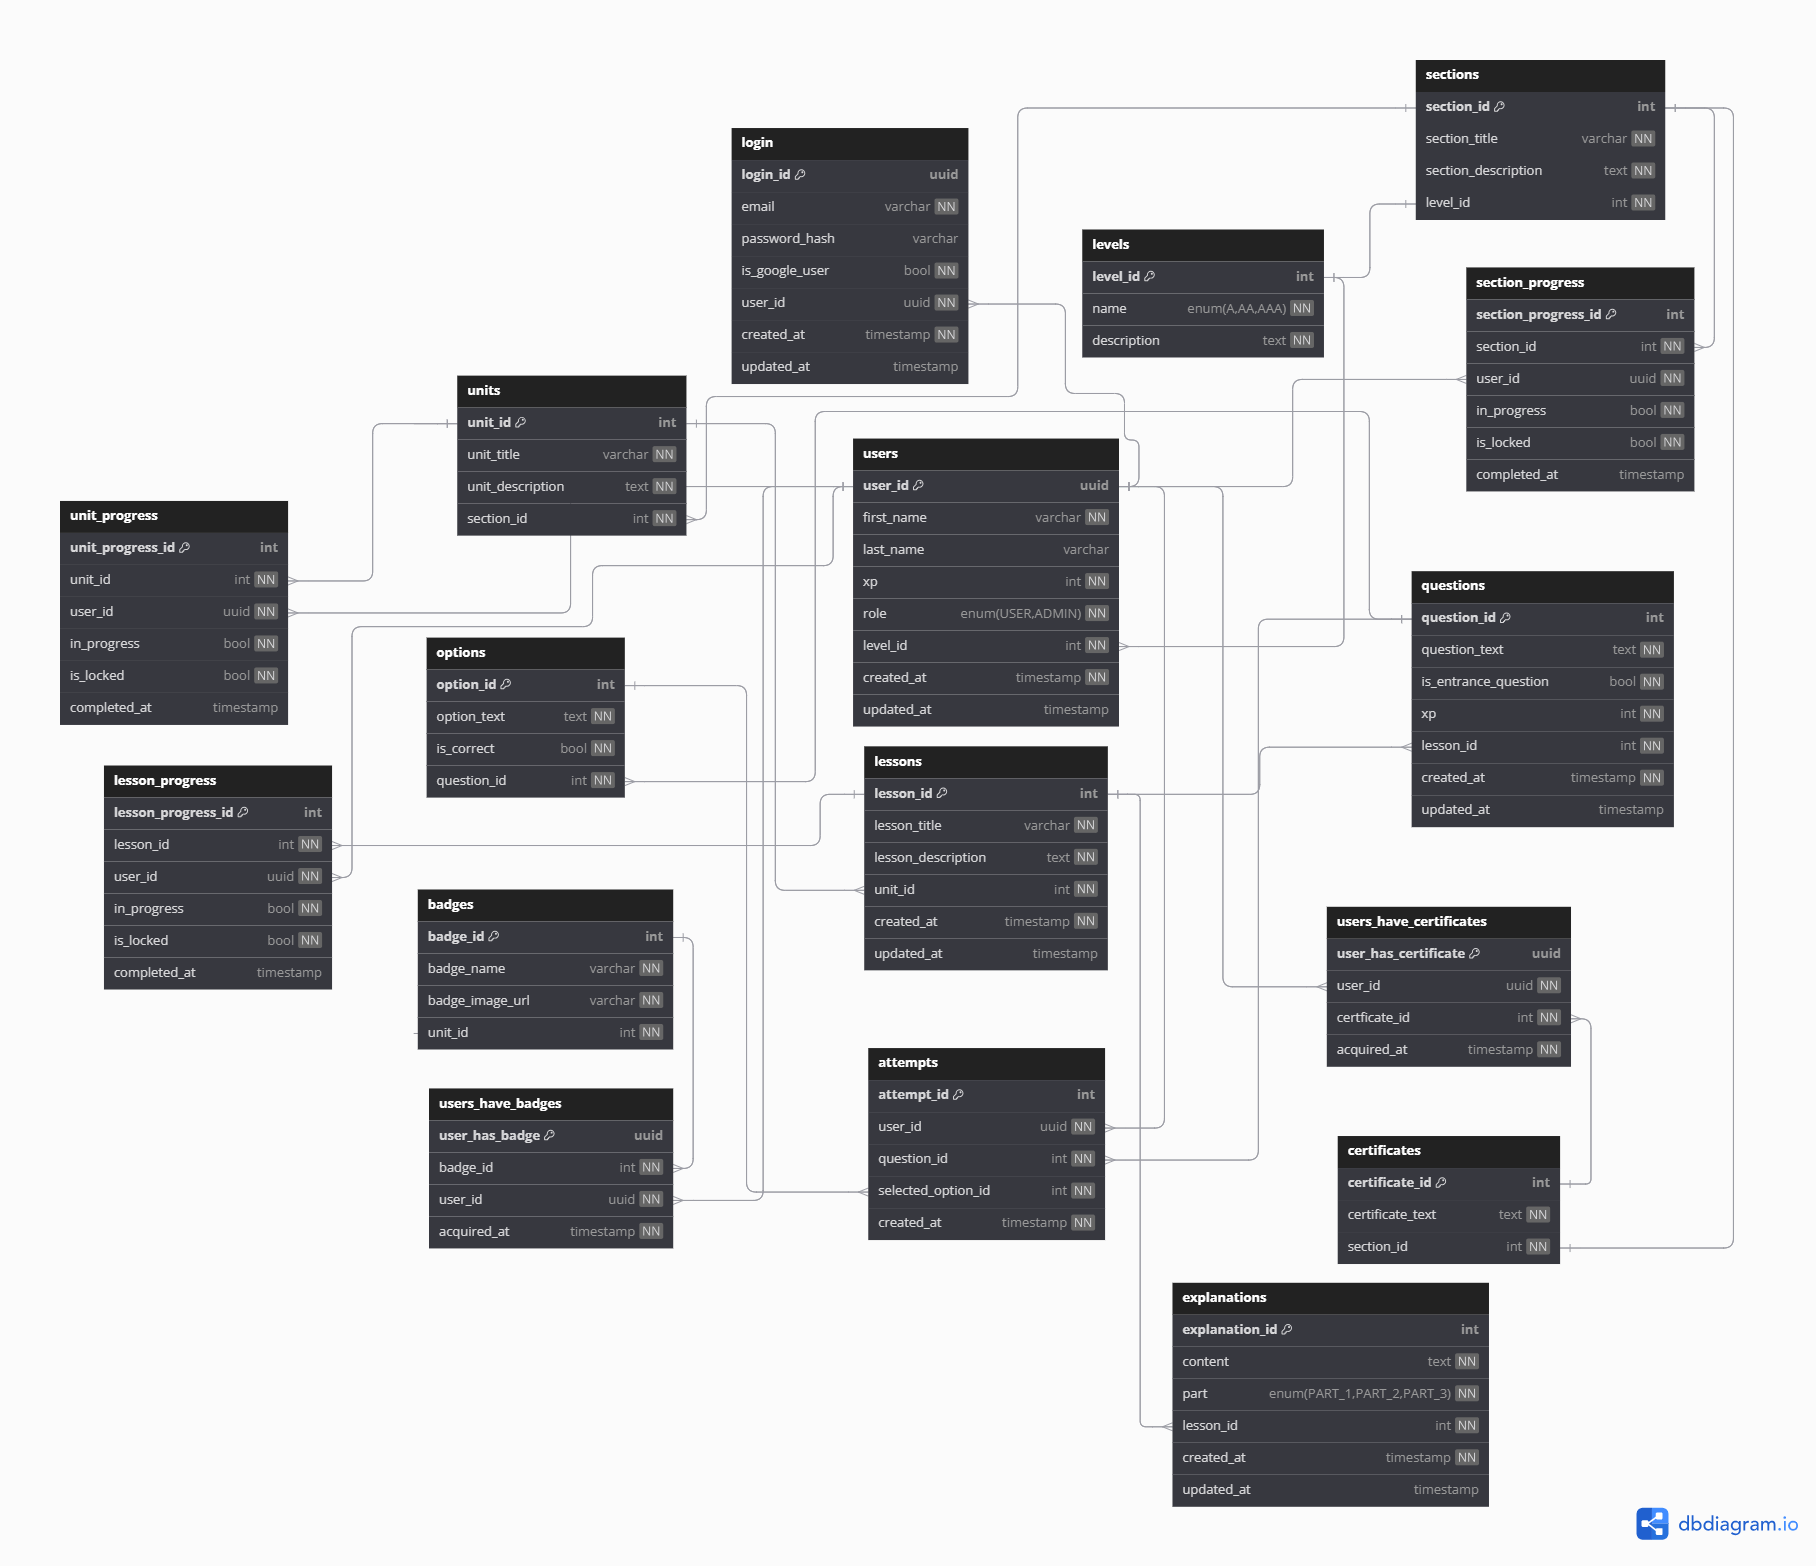 sections
section_id int
section_title varchar NN
section_description text NN
level_id int NN
login
login_id uuid
email varchar NN
password_hash varchar
is_google_user bool NN
user_id uuid NN
created_at timestamp NN
updated_at timestamp
levels
level_id int
name enum(A,AA,AAA) NN
description text NN
section_progress
section_progress_id int
section_id int NN
user_id uuid NN
in_progress bool NN
is_locked bool NN
completed_at timestamp
units
unit_id int
unit_title varchar NN
unit_description text NN
section_id int NN
users
user_id uuid
first_name varchar NN
last_name varchar
xp int NN
role enum(USER,ADMIN) NN
level_id int NN
created_at timestamp NN
updated_at timestamp
unit_progress
unit_progress_id int
unit_id int NN
user_id uuid NN
in_progress bool NN
is_locked bool NN
completed_at timestamp
questions
question_id int
question_text text NN
is_entrance_question bool NN
xp int NN
lesson_id int NN
created_at timestamp NN
updated_at timestamp
options
option_id int
option_text text NN
is_correct bool NN
question_id int NN
lessons
lesson_id int
lesson_title varchar NN
lesson_description text NN
unit_id int NN
created_at timestamp NN
updated_at timestamp
lesson_progress
lesson_progress_id int
lesson_id int NN
user_id uuid NN
in_progress bool NN
is_locked bool NN
completed_at timestamp
badges
badge_id int
badge_name varchar NN
badge_image_url varchar NN
unit_id int NN
users_have_certificates
user_has_certificate uuid
user_id uuid NN
certficate_id int NN
acquired_at timestamp NN
attempts
attempt_id int
user_id uuid NN
question_id int NN
selected_option_id int NN
created_at timestamp NN
users_have_badges
user_has_badge uuid
badge_id int NN
user_id uuid NN
acquired_at timestamp NN
certificates
certificate_id int
certificate_text text NN
section_id int NN
explanations
explanation_id int
content text NN
part enum(PART_1,PART_2,PART_3) NN
lesson_id int NN
created_at timestamp NN
updated_at timestamp
dbdiagram.io